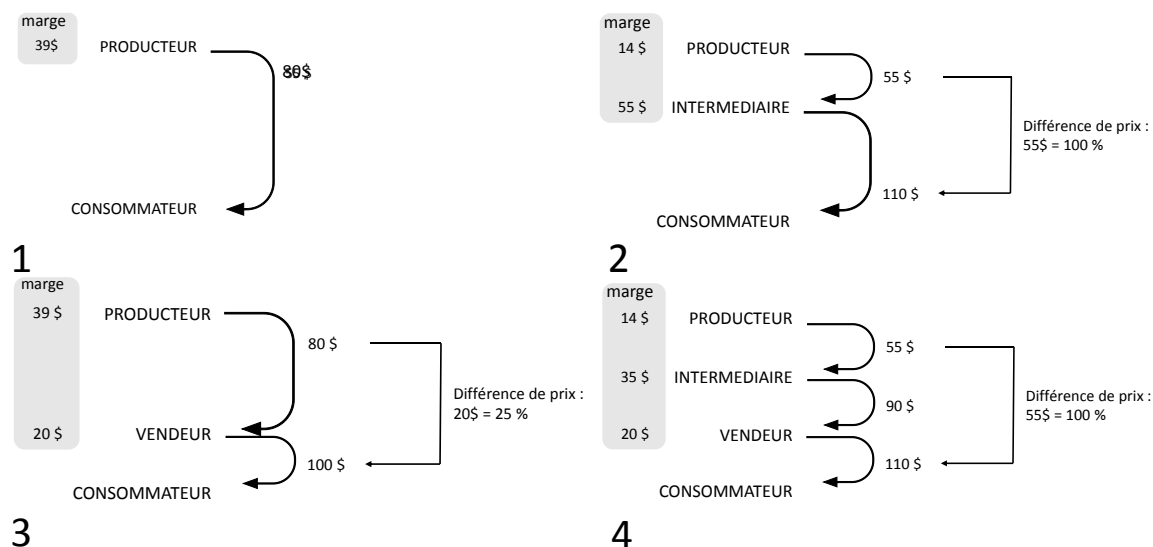 marge
39$
PRODUCTEUR
CONSOMMATEUR
1
marge
14 $
PRODUCTEUR
55 $
55 $
INTERMEDIAIRE
Différence de prix :
55$ = 100 %
110 $
CONSOMMATEUR
2
marge
39 $
PRODUCTEUR
80 $
Différence de prix :
20$ = 25 %
20 $
VENDEUR
100 $
CONSOMMATEUR
3
marge
14 $
PRODUCTEUR
55 $
35 $
INTERMEDIAIRE
90 $
Différence de prix :
55$ = 100 %
20 $
VENDEUR
110 $
CONSOMMATEUR
4